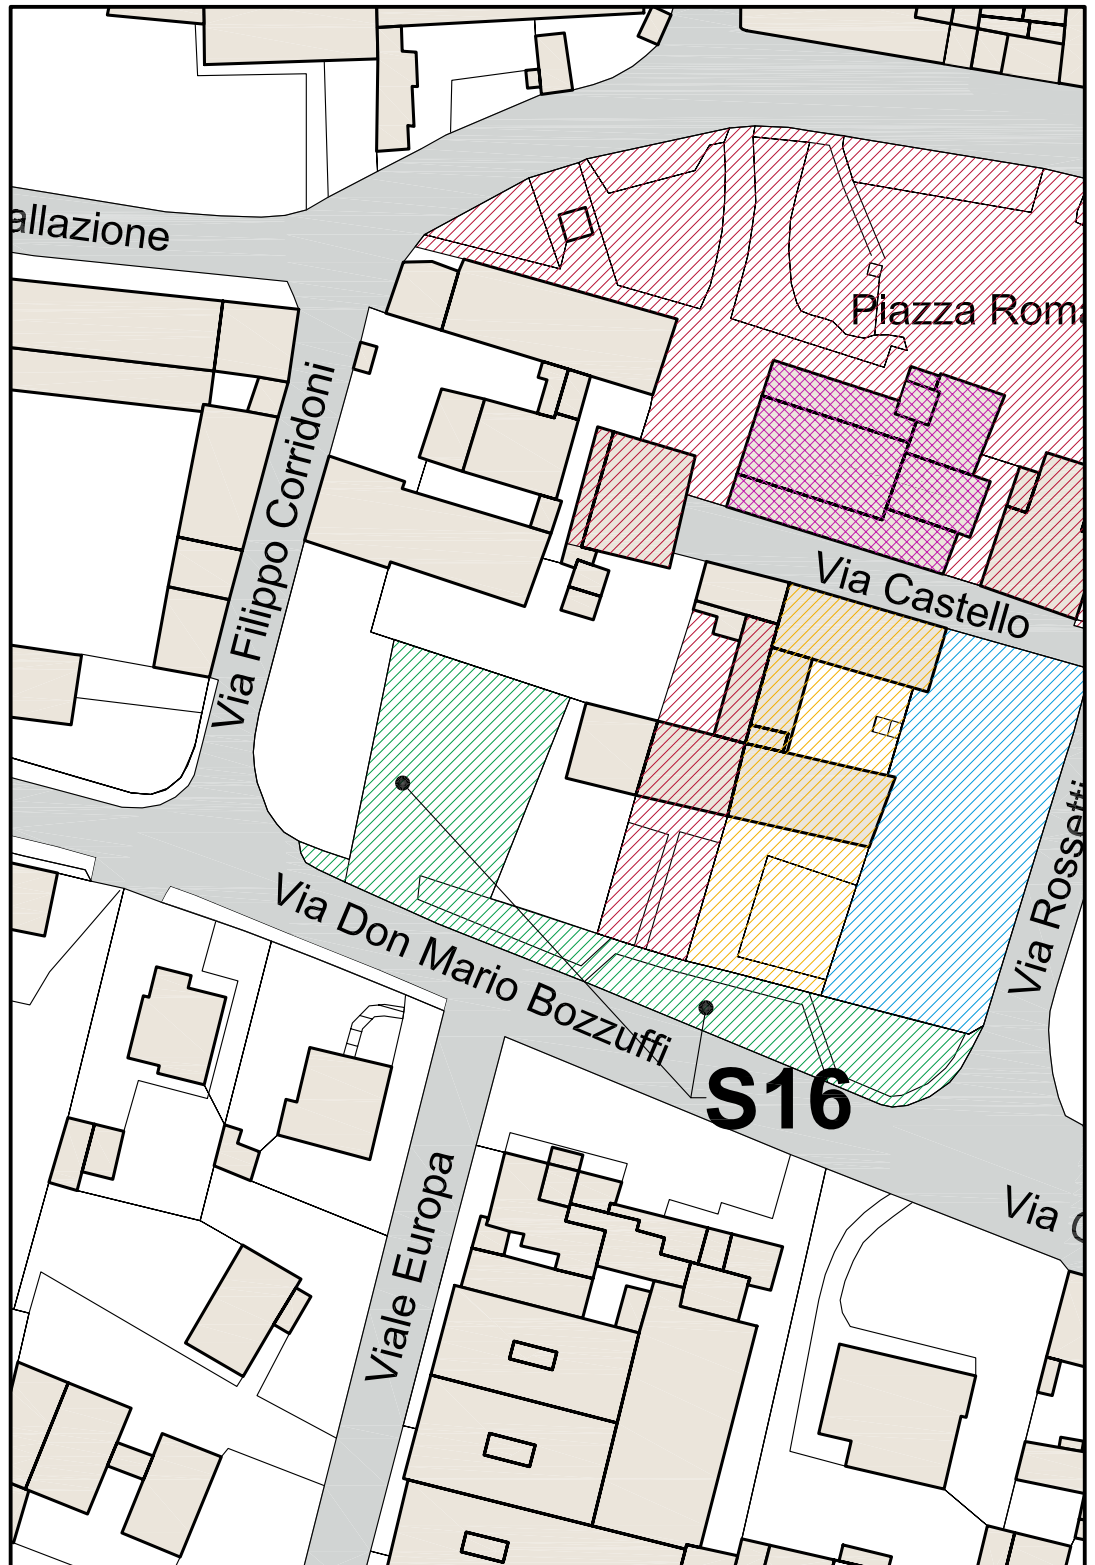 allazione
Piazza Roma
Via Filippo Corridoni
Via Castello
Via Rossetti
Via Don Mario Bozzuffi
S16
Viale Europa
Via